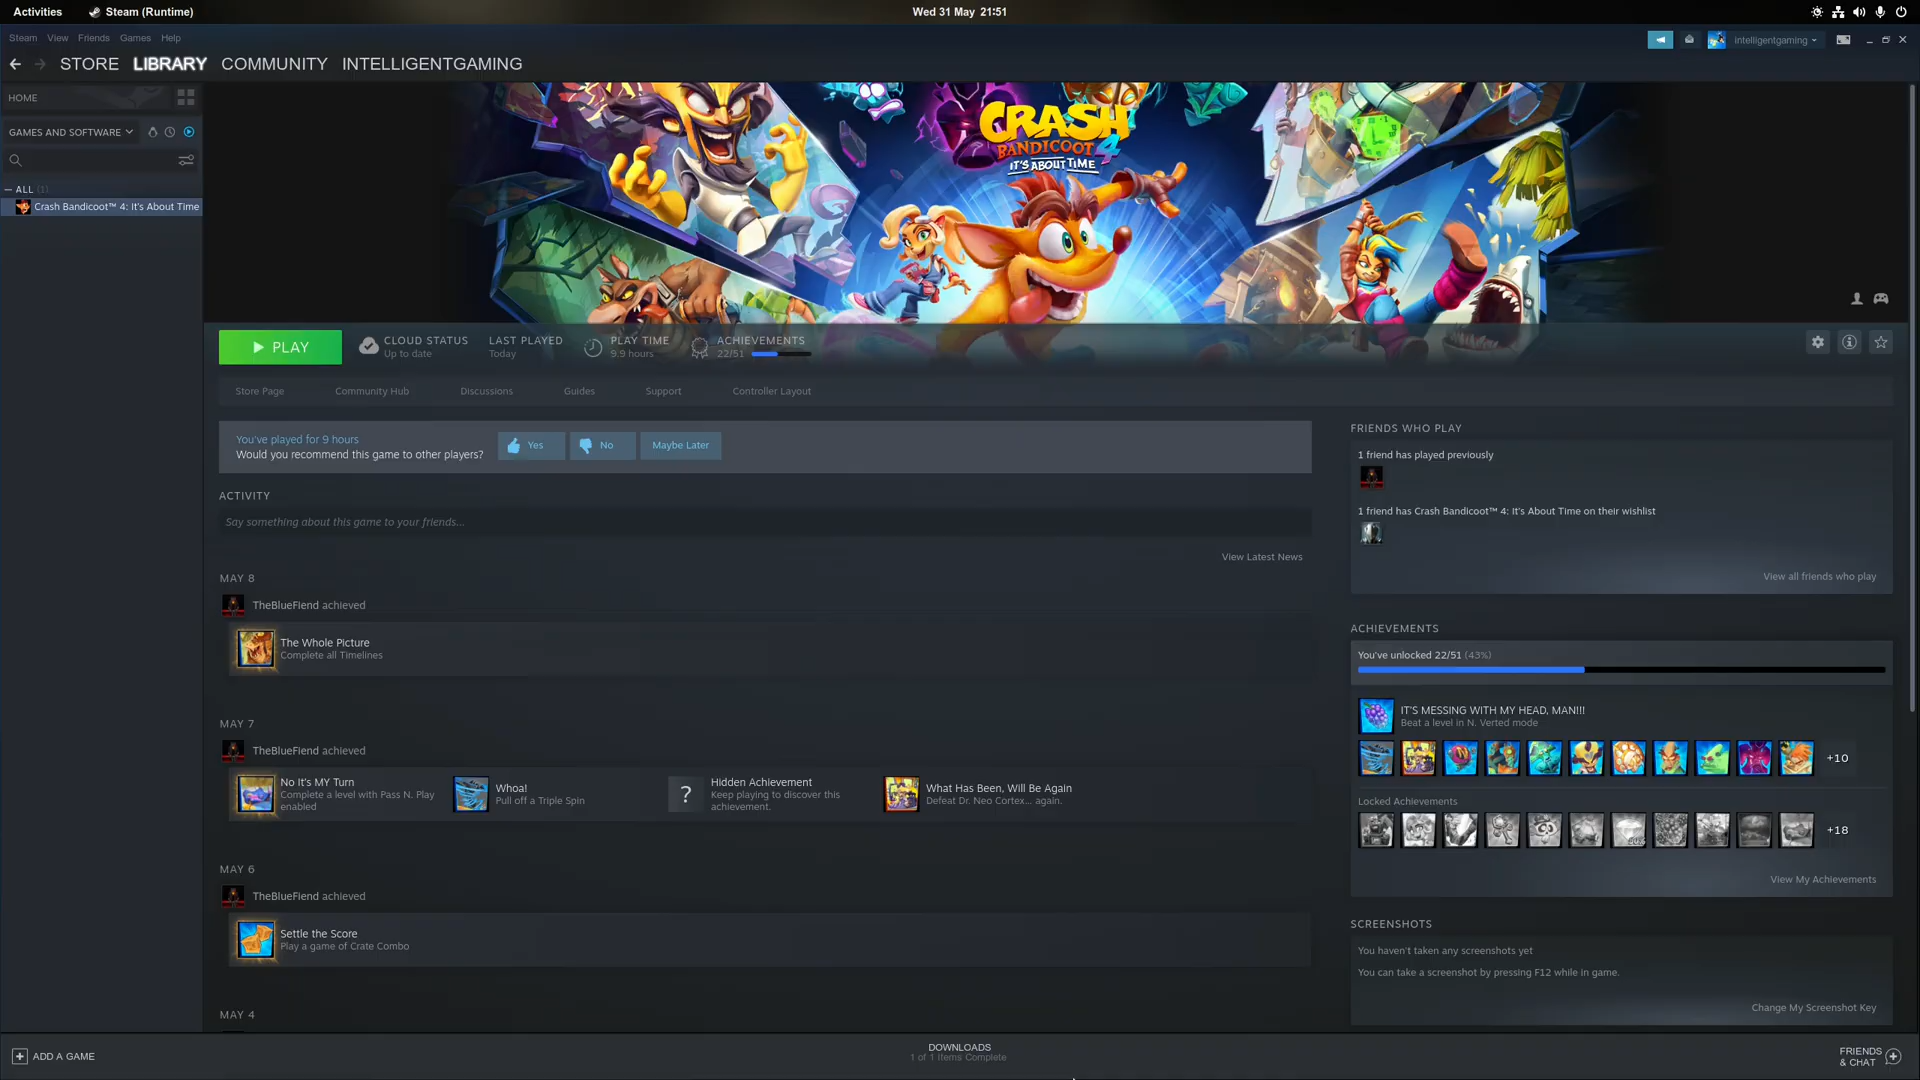 Activities
Steam (Runtime)
Wed 31 May 21:51
Steam View Friends Games Help
intelligentgaming
STORE LIBRARY COMMUNITY INTELLIGENTGAMING
HOME
GAMES AND SOFTWARE
ALL (1)
Crash Bandicoot™ 4: It's About Time
CRASH
BANDICOOT 4
IT'S ABOUT TIME
PLAY
CLOUD STATUS
Up to date
LAST PLAYED
Today
PLAY TIME
9.9 hours
ACHIEVEMENTS
22/51
Store Page Community Hub Discussions Guides Support Controller Layout
You've played for 9 hours
Would you recommend this game to other players?
Yes
No
Maybe Later
ACTIVITY
Say something about this game to your friends...
View Latest News
MAY 8
TheBlueFiend achieved
The Whole Picture
Complete all Timelines
MAY 7
TheBlueFiend achieved
No It's MY Turn
Complete a level with Pass N. Play
enabled
Whoa!
Pull off a Triple Spin
?
Hidden Achievement
Keep playing to discover this
achievement.
What Has Been, Will Be Again
Defeat Dr. Neo Cortex... again.
MAY 6
TheBlueFiend achieved
Settle the Score
Play a game of Crate Combo
MAY 4
FRIENDS WHO PLAY
1 friend has played previously
1 friend has Crash Bandicoot™ 4: It's About Time on their wishlist
View all friends who play
ACHIEVEMENTS
You've unlocked 22/51 (43%)
IT'S MESSING WITH MY HEAD, MAN!!!
Beat a level in N. Verted mode
+10
Locked Achievements
+18
View My Achievements
SCREENSHOTS
You haven't taken any screenshots yet
You can take a screenshot by pressing F12 while in game.
Change My Screenshot Key
ADD A GAME
DOWNLOADS
1 of 1 Items Complete
FRIENDS
& CHAT